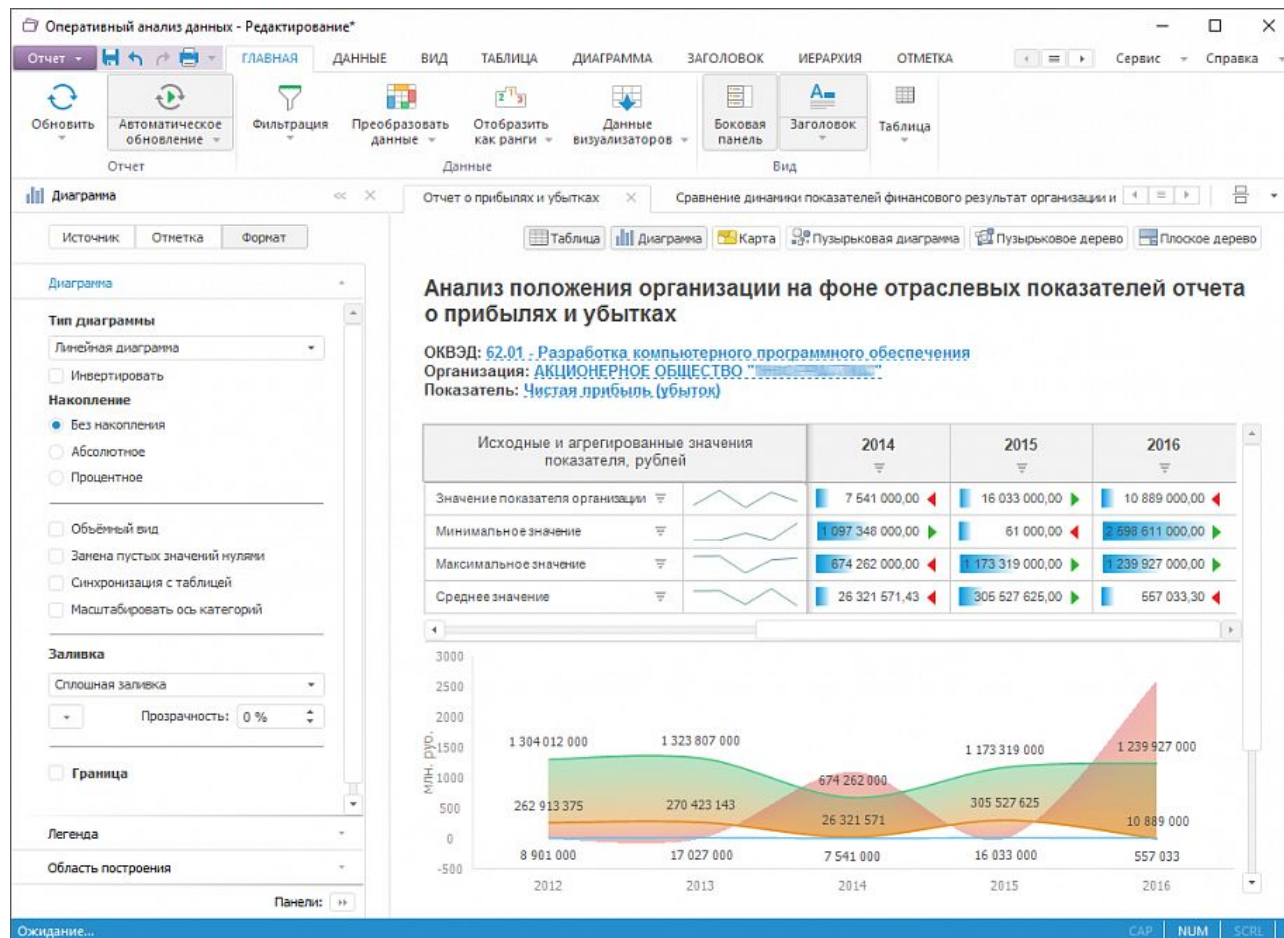 Оперативный анализ данных - Редактирование*
Отчет ГЛАВНАЯ ДАННЫЕ ВИД ТАБЛИЦА ДИАГРАММА ЗАГОЛОВОК ИЕРАРХИЯ ОТМЕТКА Сервис Справка
Обновить Автоматическое обновление Фильтрация Преобразовать данные Отобразить как ранги Данные визуализаторов Боковая панель Заголовок Таблица
Отчет Данные Вид
Диаграмма
Отчет о прибылях и убытках Сравнение динамики показателей финансового результат организации и
Источник Отметка Формат
Таблица Диаграмма Карта Пузырьковая диаграмма Пузырьковое дерево Плоское дерево
Диаграмма
Тип диаграммы
Линейная диаграмма
Инвертировать
Накопление
Без накопления
Абсолютное
Процентное
Объёмный вид
Замена пустых значений нулями
Синхронизация с таблицей
Масштабировать ось категорий
Заливка
Сплошная заливка
Прозрачность: 0 %
Граница
Легенда
Область построения
Панели:
Анализ положения организации на фоне отраслевых показателей отчета
о прибылях и убытках
ОКВЭД: 62.01 - Разработка компьютерного программного обеспечения
Организация: АКЦИОНЕРНОЕ ОБЩЕСТВО " "
Показатель: Чистая прибыль (убыток)
Исходные и агрегированные значения показателя, рублей 2014 2015 2016
Значение показателя организации 7 541 000,00 16 033 000,00 10 889 000,00
Минимальное значение 1 097 348 000,00 61 000,00 2 598 611 000,00
Максимальное значение 674 262 000,00 1 173 319 000,00 1 239 927 000,00
Среднее значение 26 321 571,43 305 527 625,00 557 033,30
млн. руб.
3000
2500
2000
1500
1000
500
0
-500
1 304 012 000 1 323 807 000 674 262 000 1 173 319 000 1 239 927 000
262 913 375 270 423 143 26 321 571 305 527 625 10 889 000
8 901 000 17 027 000 7 541 000 16 033 000 557 033
2012 2013 2014 2015 2016
Ожидание... CAP NUM SCRL